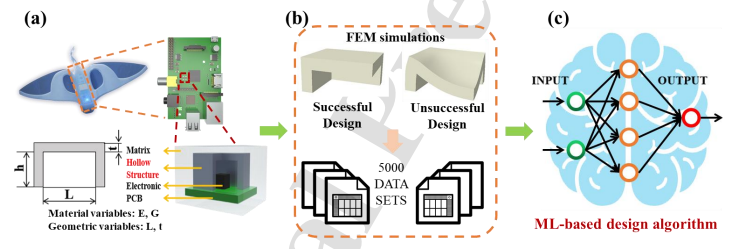 (a)
Matrix
Hollow
Structure
Electronic
PCB
t
h
L
Material variables: E, G
Geometric variables: L, t
(b)
FEM simulations
Successful
Design
Unsuccessful
Design
5000
DATA
SETS
(c)
INPUT
OUTPUT
ML-based design algorithm